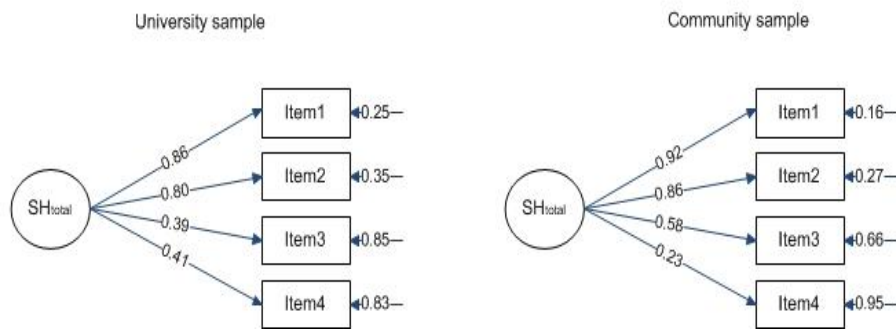 University sample
Item1
0.25
0.86
Item2
0.35
0.80
SHtotal
0.39
Item3
0.85
0.41
Item4
0.83
Community sample
Item1
0.16
0.92
Item2
0.27
0.86
SHtotal
0.58
Item3
0.66
0.23
Item4
0.95